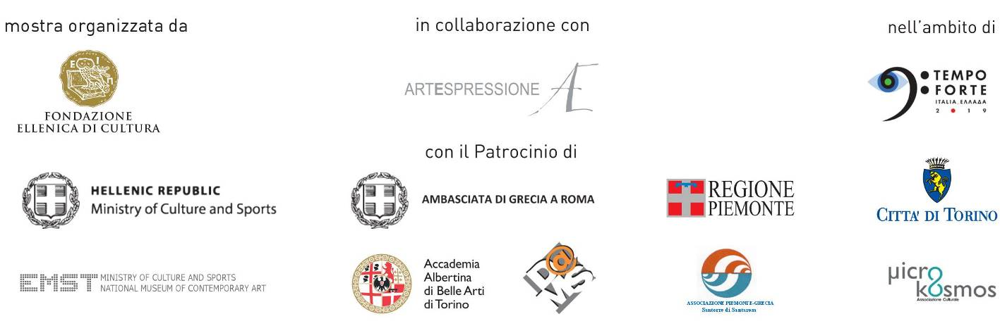 mostra organizzata da
in collaborazione con
nell'ambito di
FONDAZIONE
ELLENICA DI CULTURA
ARTESPRESSIONE Æ
TEMPO
FORTE
ITALIA_ΕΛΛΑΔΑ
2 • 1 9
con il Patrocinio di
HELLENIC REPUBLIC
Ministry of Culture and Sports
AMBASCIATA DI GRECIA A ROMA
REGIONE
PIEMONTE
CITTA' DI TORINO
EMST MINISTRY OF CULTURE AND SPORTS
NATIONAL MUSEUM OF CONTEMPORARY ART
Accademia
Albertina
di Belle Arti
di Torino
ASSOCIAZIONE PIEMONTE-GRECIA
Santorre di Santarosa
μicro
kosmos
Associazione Culturale